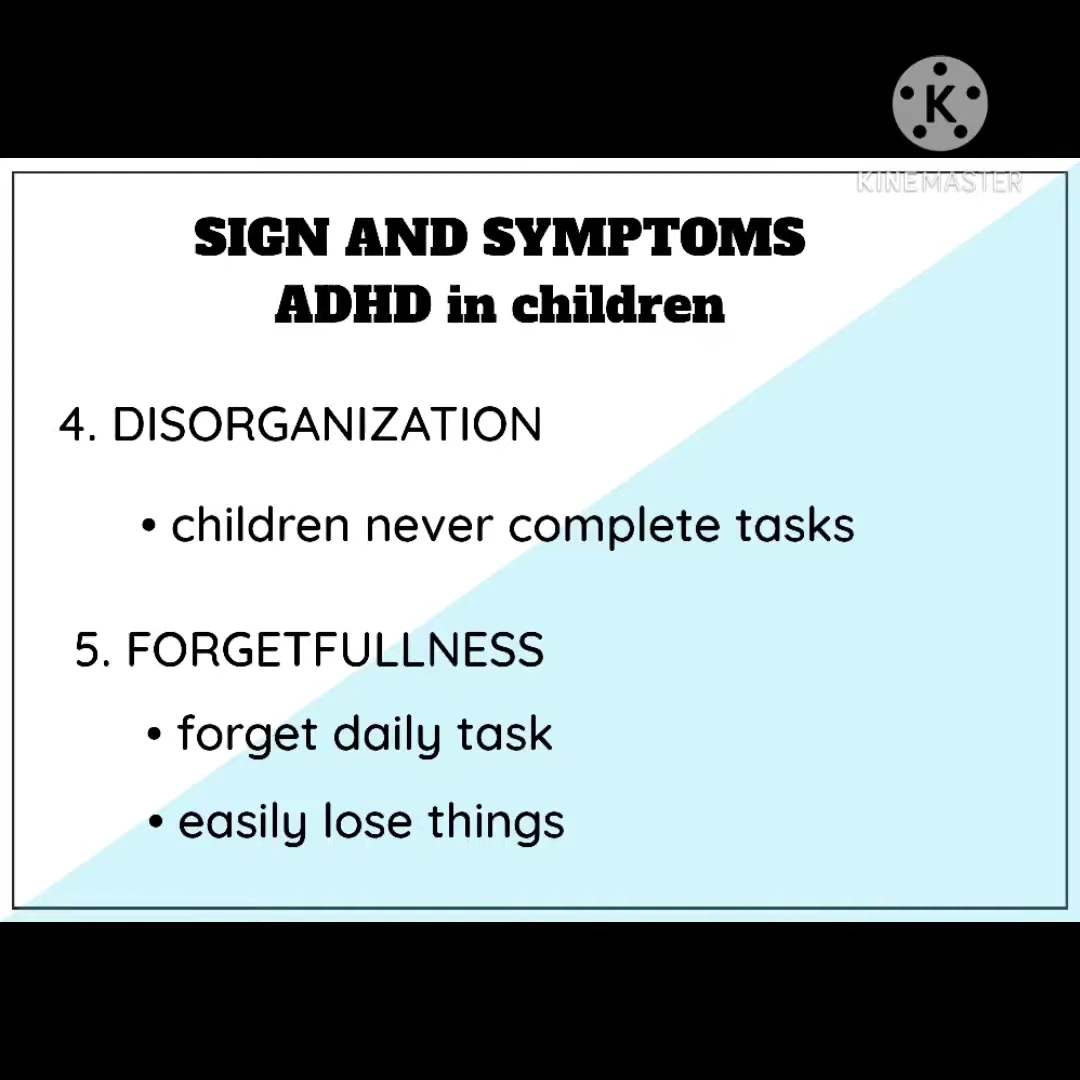 K
KINEMASTER
SIGN AND SYMPTOMS
ADHD in children
4. DISORGANIZATION
• children never complete tasks
5. FORGETFULLNESS
• forget daily task
• easily lose things